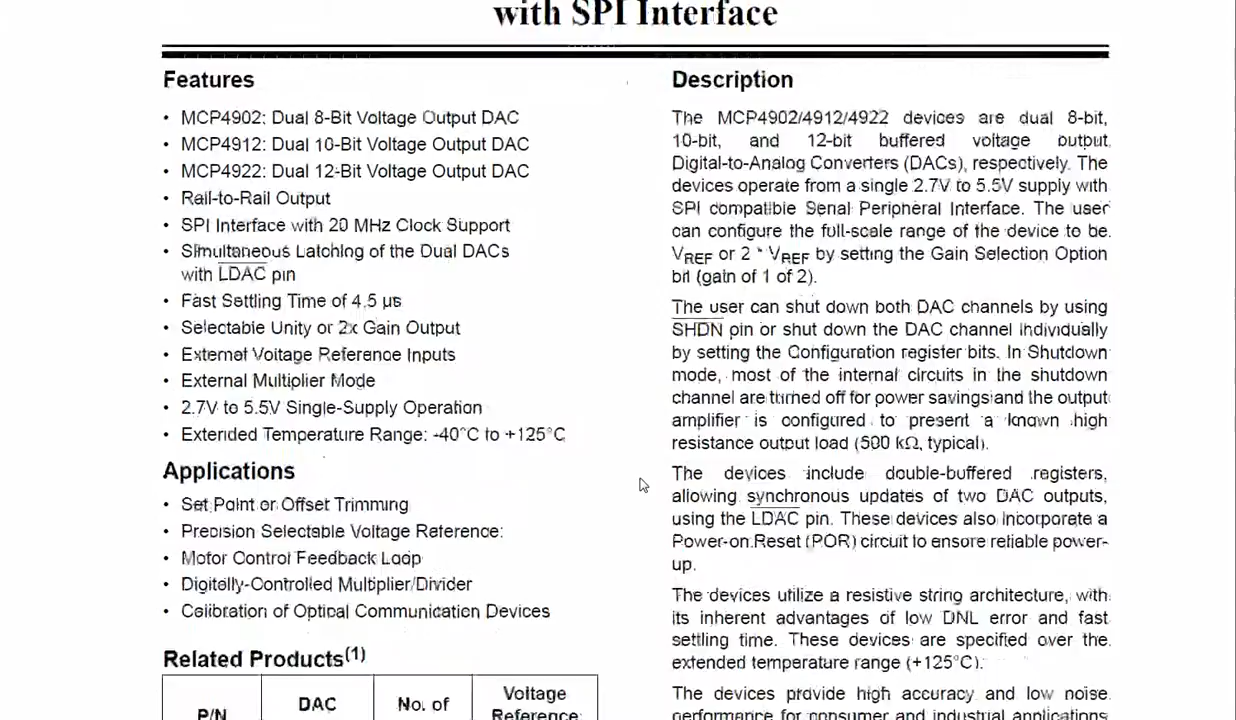 with SPI Interface
Features
• MCP4902: Dual 8-Bit Voltage Output DAC
• MCP4912: Dual 10-Bit Voltage Output DAC
• MCP4922: Dual 12-Bit Voltage Output DAC
• Rail-to-Rail Output
• SPI Interface with 20 MHz Clock Support
• Simultaneous Latching of the Dual DACs
with LDAC pin
• Fast Settling Time of 4.5 µs
• Selectable Unity or 2x Gain Output
• External Voltage Reference Inputs
• External Multiplier Mode
• 2.7V to 5.5V Single-Supply Operation
• Extended Temperature Range: -40°C to +125°C
Applications
• Set Point or Offset Trimming
• Precision Selectable Voltage Reference
• Motor Control Feedback Loop
• Digitally-Controlled Multiplier/Divider
• Calibration of Optical Communication Devices
Related Products(1)
P/N
DAC
No. of
Voltage
Reference
Description
The MCP4902/4912/4922 devices are dual 8-bit,
10-bit, and 12-bit buffered voltage output
Digital-to-Analog Converters (DACs), respectively. The
devices operate from a single 2.7V to 5.5V supply with
SPI compatible Serial Peripheral Interface. The user
can configure the full-scale range of the device to be
VREF or 2 * VREF by setting the Gain Selection Option
bit (gain of 1 of 2).
The user can shut down both DAC channels by using
SHDN pin or shut down the DAC channel individually
by setting the Configuration register bits. In Shutdown
mode, most of the internal circuits in the shutdown
channel are turned off for power savings and the output
amplifier is configured to present a known high
resistance output load (500 kΩ, typical).
The devices include double-buffered registers,
allowing synchronous updates of two DAC outputs,
using the LDAC pin. These devices also incorporate a
Power-on Reset (POR) circuit to ensure reliable power-
up.
The devices utilize a resistive string architecture, with
its inherent advantages of low DNL error and fast
settling time. These devices are specified over the
extended temperature range (+125°C).
The devices provide high accuracy and low noise
performance for consumer and industrial applications